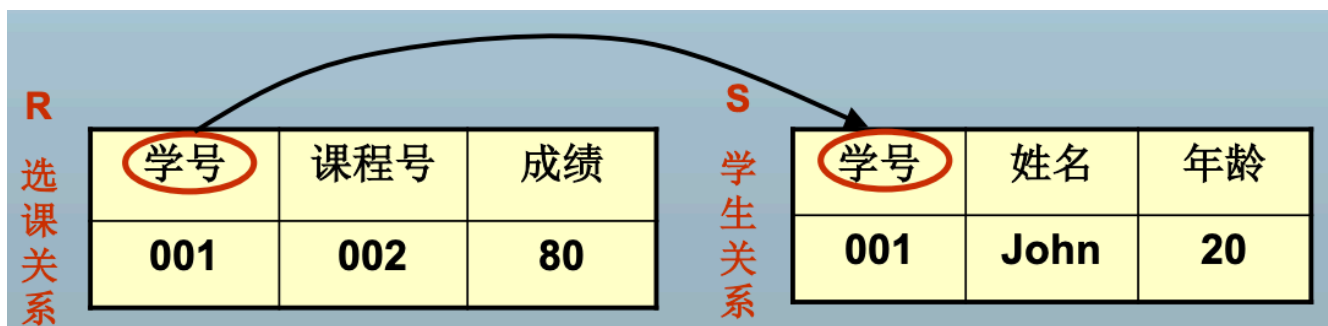 R
选课关系
学号 课程号 成绩
001 002 80
S
学生关系
学号 姓名 年龄
001 John 20